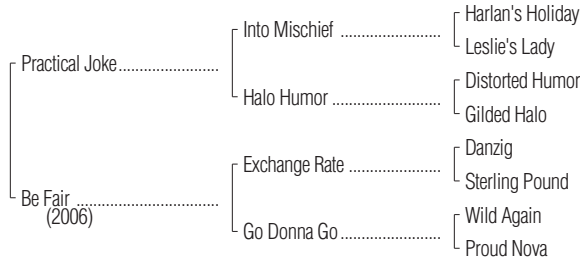 Harlan's Holiday
Into Mischief ......................
Leslie's Lady
Practical Joke......................
Distorted Humor
Halo Humor ........................
Gilded Halo
Danzig
Exchange Rate ....................
Sterling Pound
Be Fair ...............................
(2006)
Wild Again
Go Donna Go......................
Proud Nova